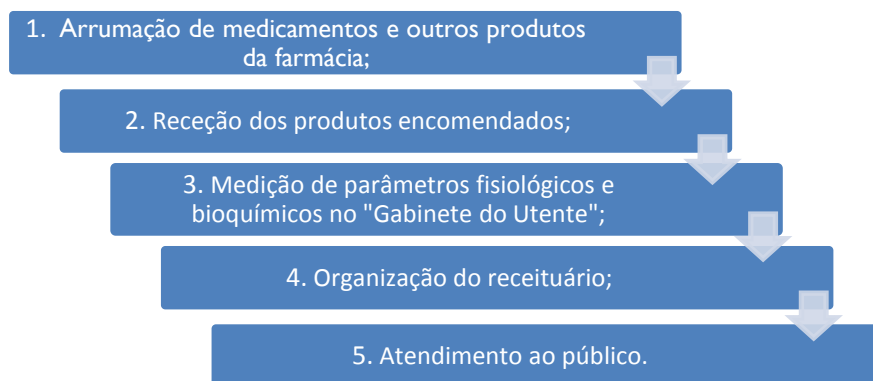 1. Arrumação de medicamentos e outros produtos
da farmácia;
2. Receção dos produtos encomendados;
3. Medição de parâmetros fisiológicos e
bioquímicos no "Gabinete do Utente";
4. Organização do receituário;
5. Atendimento ao público.